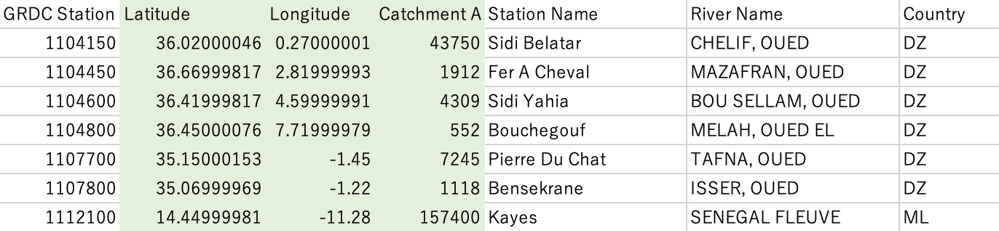 GRDC Station Latitude Longitude Catchment A Station Name River Name Country
1104150 36.02000046 0.27000001 43750 Sidi Belatar CHELIF, OUED DZ
1104450 36.66999817 2.81999993 1912 Fer A Cheval MAZAFRAN, OUED DZ
1104600 36.41999817 4.59999991 4309 Sidi Yahia BOU SELLAM, OUED DZ
1104800 36.45000076 7.71999979 552 Bouchegouf MELAH, OUED EL DZ
1107700 35.15000153 -1.45 7245 Pierre Du Chat TAFNA, OUED DZ
1107800 35.06999969 -1.22 1118 Bensekrane ISSER, OUED DZ
1112100 14.44999981 -11.28 157400 Kayes SENEGAL FLEUVE ML